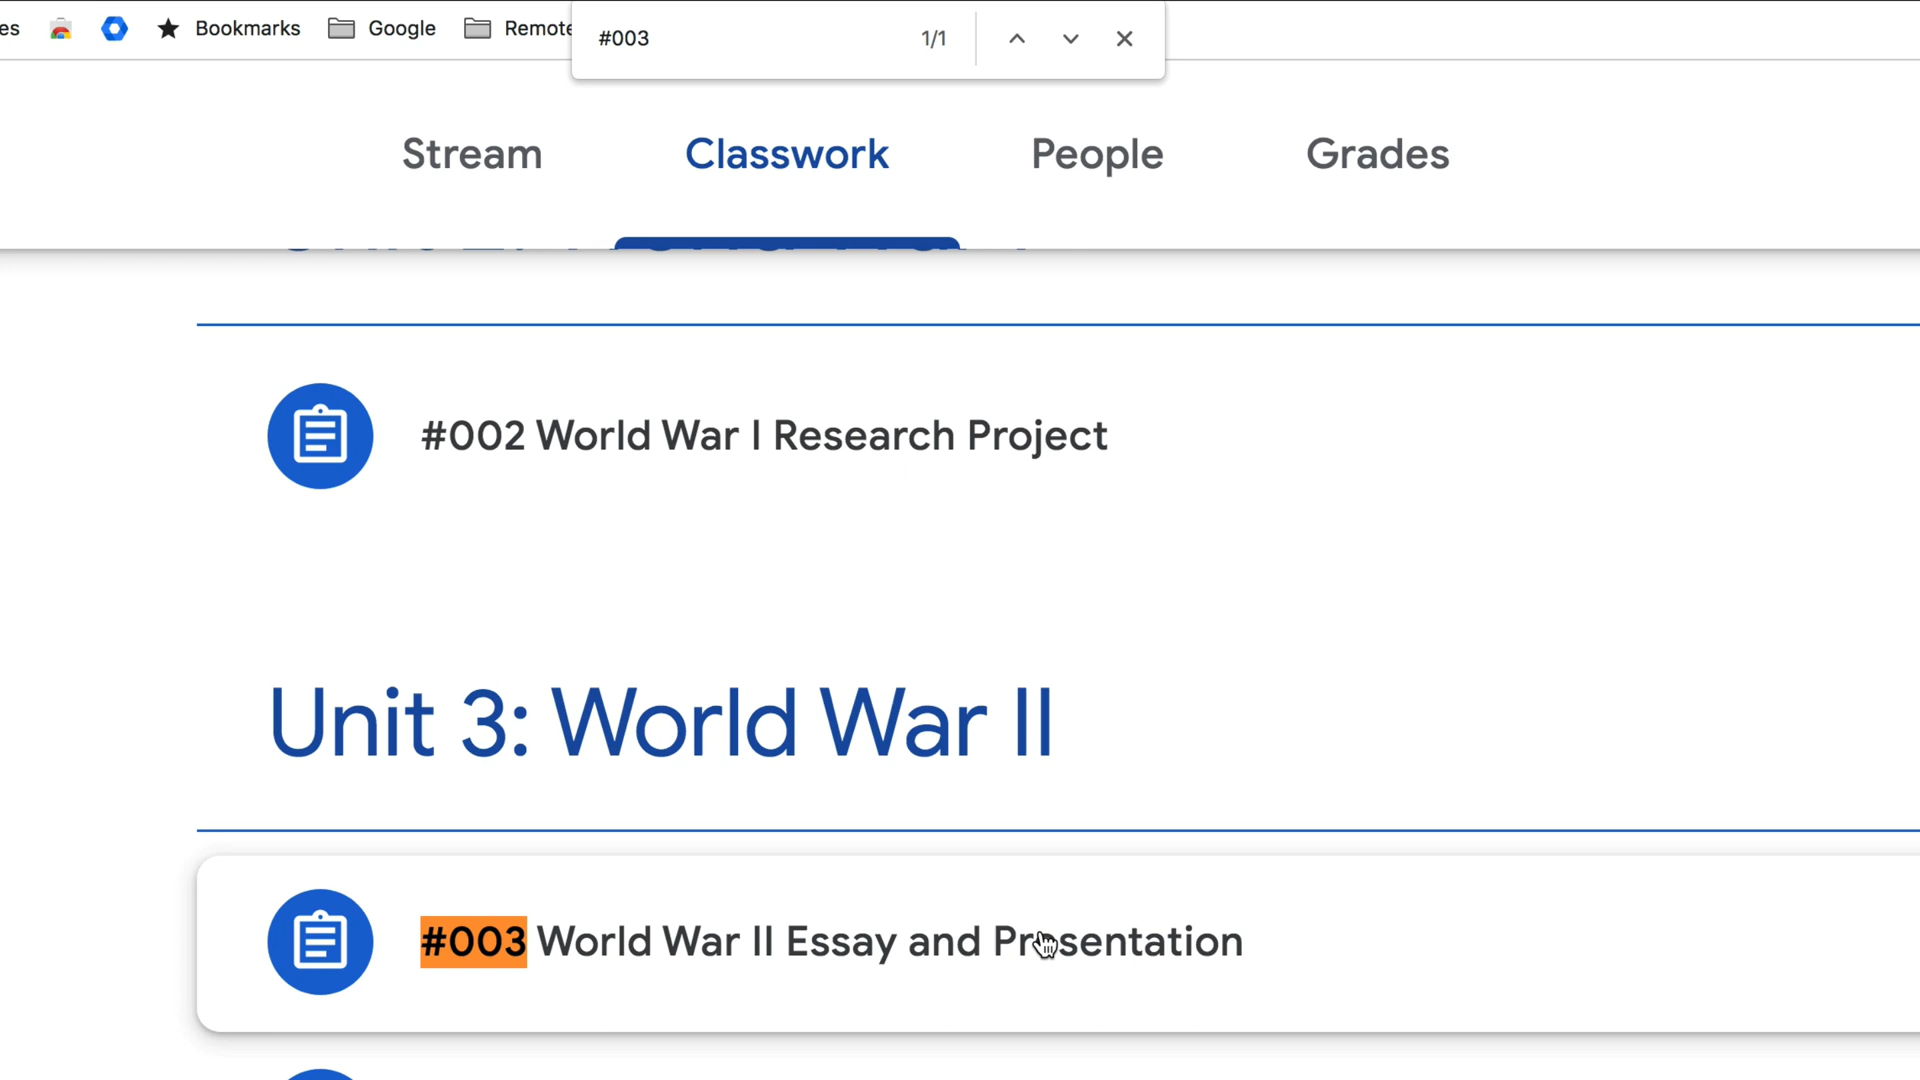 es Bookmarks Google Remote
#003 1/1
Stream Classwork People Grades
#002 World War I Research Project
Unit 3: World War II
#003 World War II Essay and Presentation